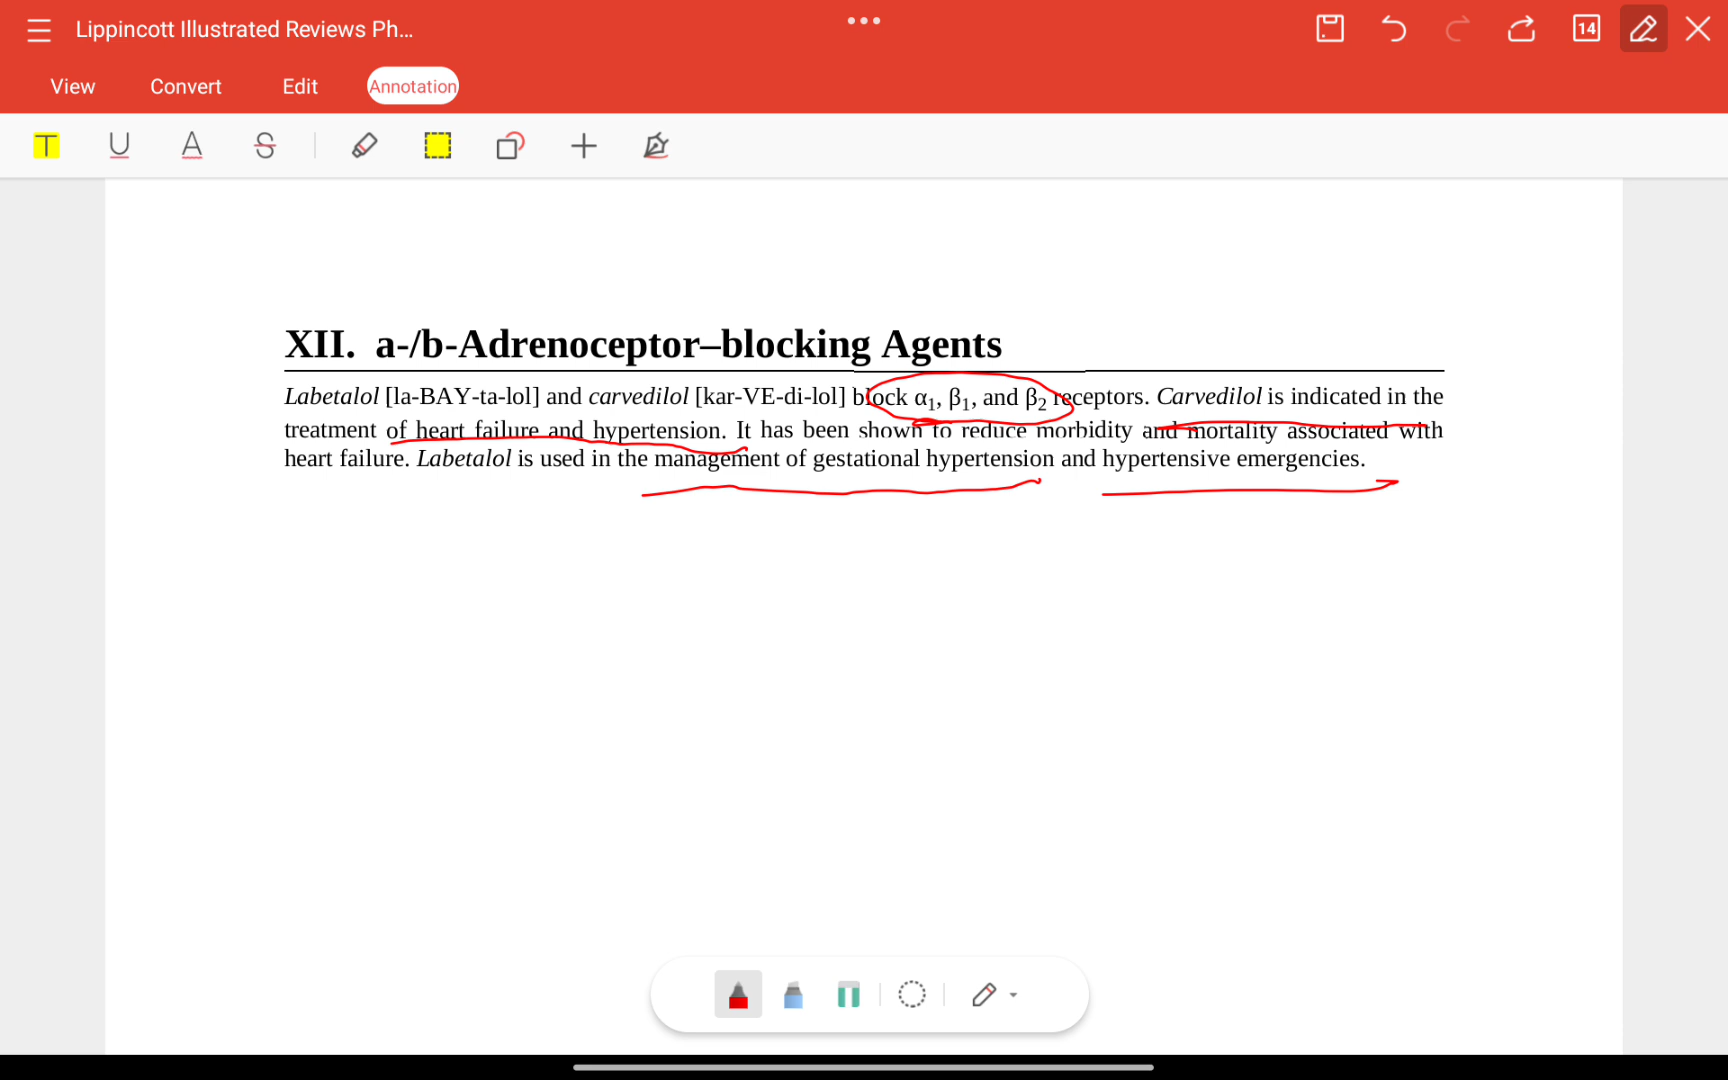 Lippincott Illustrated Reviews Ph...
14
View Convert Edit Annotation
T U A S
XII. a-/b-Adrenoceptor–blocking Agents
Labetalol [la-BAY-ta-lol] and carvedilol [kar-VE-di-lol] block α₁, β₁, and β₂ receptors. Carvedilol is indicated in the
treatment of heart failure and hypertension. It has been shown to reduce morbidity and mortality associated with
heart failure. Labetalol is used in the management of gestational hypertension and hypertensive emergencies.